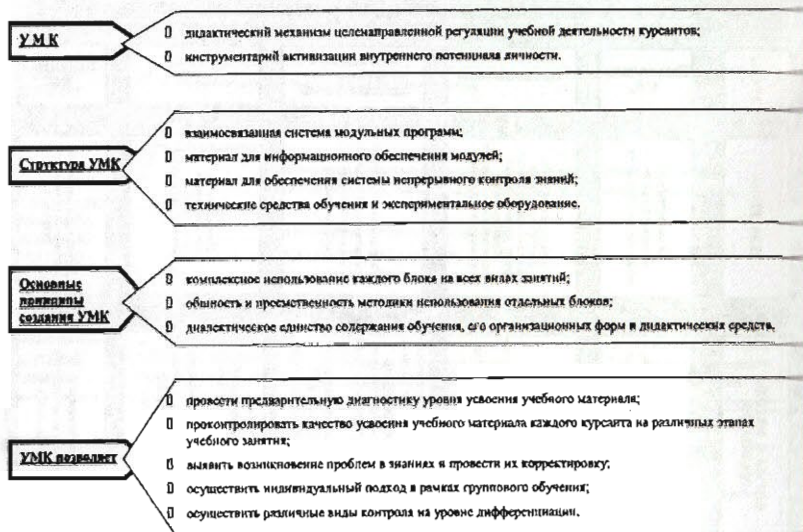 УМК
дидактический механизм целенаправленной регуляции учебной деятельности курсантов;
инструментарий активизации внутреннего потенциала личности.
Структура УМК
взаимосвязанная система модульных программ;
материал для информационного обеспечения модулей;
материал для обеспечения системы непрерывного контроля знаний;
технические средства обучения и экспериментальное оборудование.
Основные
принципы
создания УМК
комплексное использование каждого блока на всех видах занятий;
общность и преемственность методики использования отдельных блоков;
диалектическое единство содержания обучения, его организационных форм и дидактических средств.
УМК позволяет
провести предварительную диагностику уровня усвоения учебного материала;
проконтролировать качество усвоения учебного материала каждого курсанта на различных этапах
учебного занятия;
выявить возникновение проблем в знаниях и провести их корректировку;
осуществить индивидуальный подход в рамках группового обучения;
осуществить различные виды контроля на уровне дифференциации.